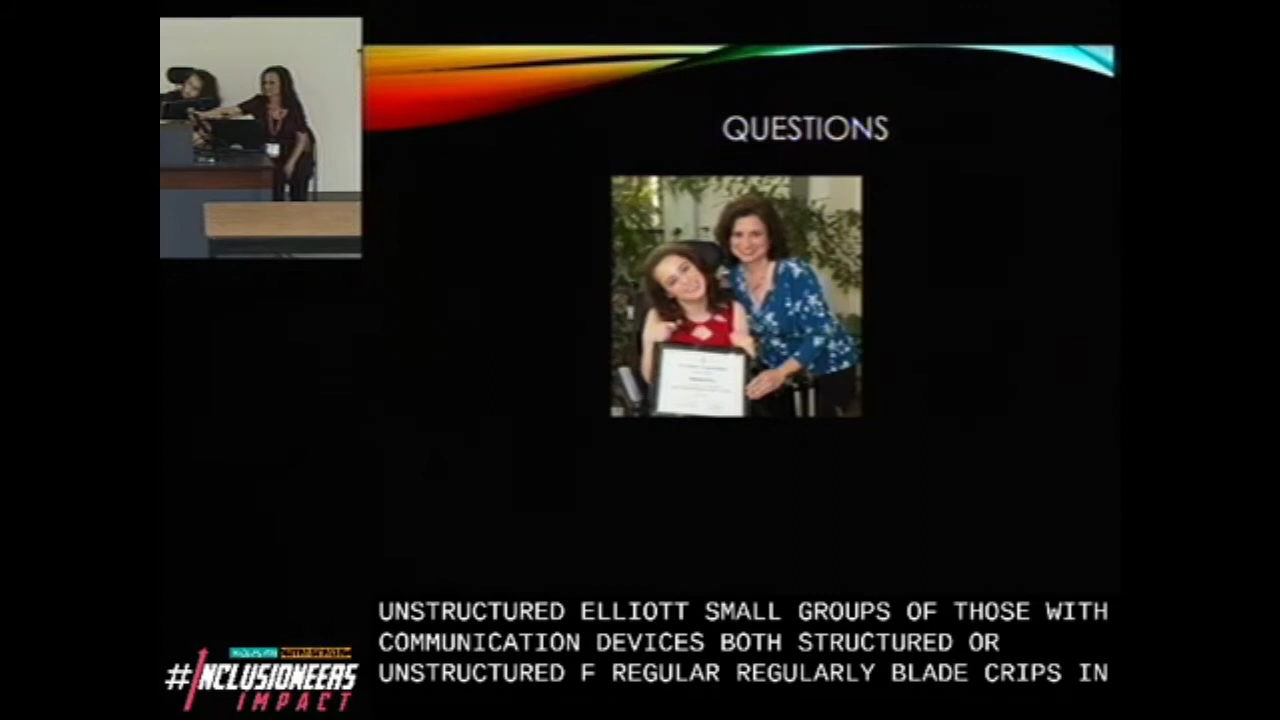 QUESTIONS
UNSTRUCTURED ELLIOTT SMALL GROUPS OF THOSE WITH
COMMUNICATION DEVICES BOTH STRUCTURED OR
UNSTRUCTURED F REGULAR REGULARLY BLADE CRIPS IN
#INCLUSIONEERS
IMPACT